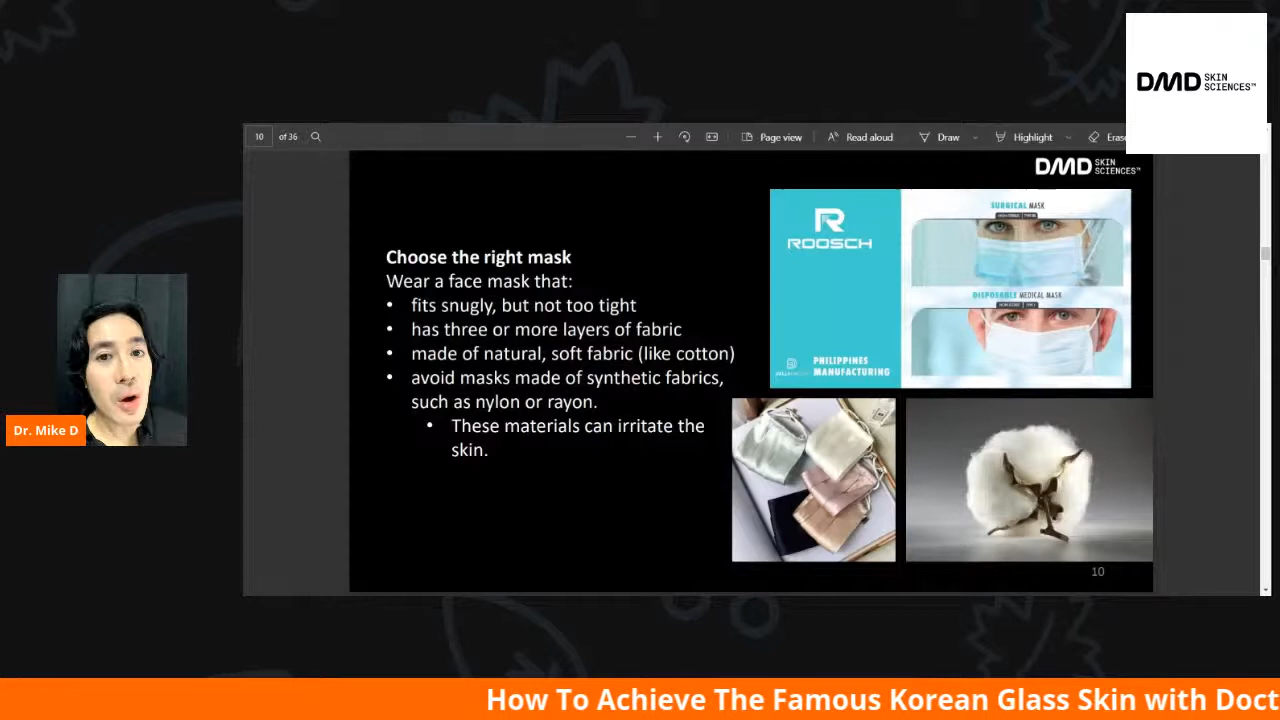 DMD SKIN SCIENCES™
10 of 36
Page view
Read aloud
Draw
Highlight
Eras
DMD SKIN SCIENCES™
Choose the right mask
Wear a face mask that:
• fits snugly, but not too tight
• has three or more layers of fabric
• made of natural, soft fabric (like cotton)
• avoid masks made of synthetic fabrics,
such as nylon or rayon.
• These materials can irritate the
skin.
R
ROOSCH
PHILIPPINES
MANUFACTURING
SURGICAL MASK
DISPOSABLE MEDICAL MASK
10
Dr. Mike D
How To Achieve The Famous Korean Glass Skin with Doct